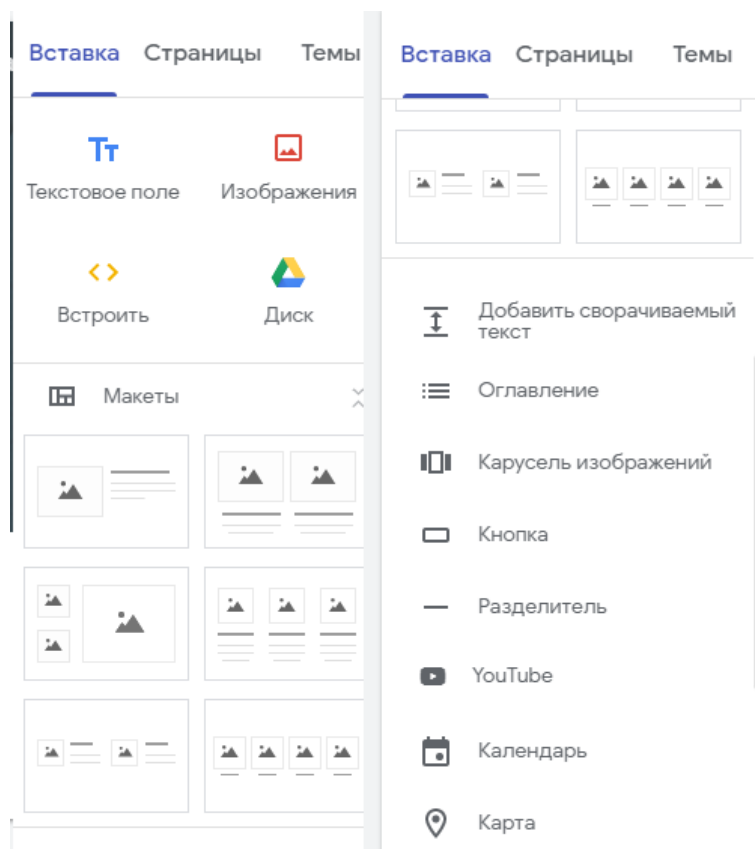 Вставка Страницы Темы
Tт
Текстовое поле Изображения
Встроить Диск
Макеты
Вставка Страницы Темы
Добавить сворачиваемый
текст
Оглавление
Карусель изображений
Кнопка
Разделитель
YouTube
Календарь
Карта